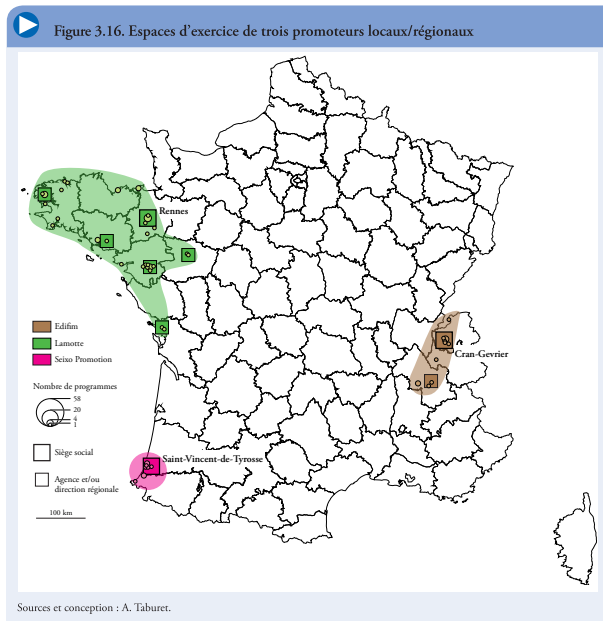 Figure 3.16. Espaces d'exercice de trois promoteurs locaux/régionaux
Rennes
Edifim
Lamotte
Seixo Promotion
Cran-Gevrier
Nombre de programmes
58
20
4
1
Siège social
Saint-Vincent-de-Tyrosse
Agence et/ou
direction régionale
100 km
Sources et conception : A. Taburet.